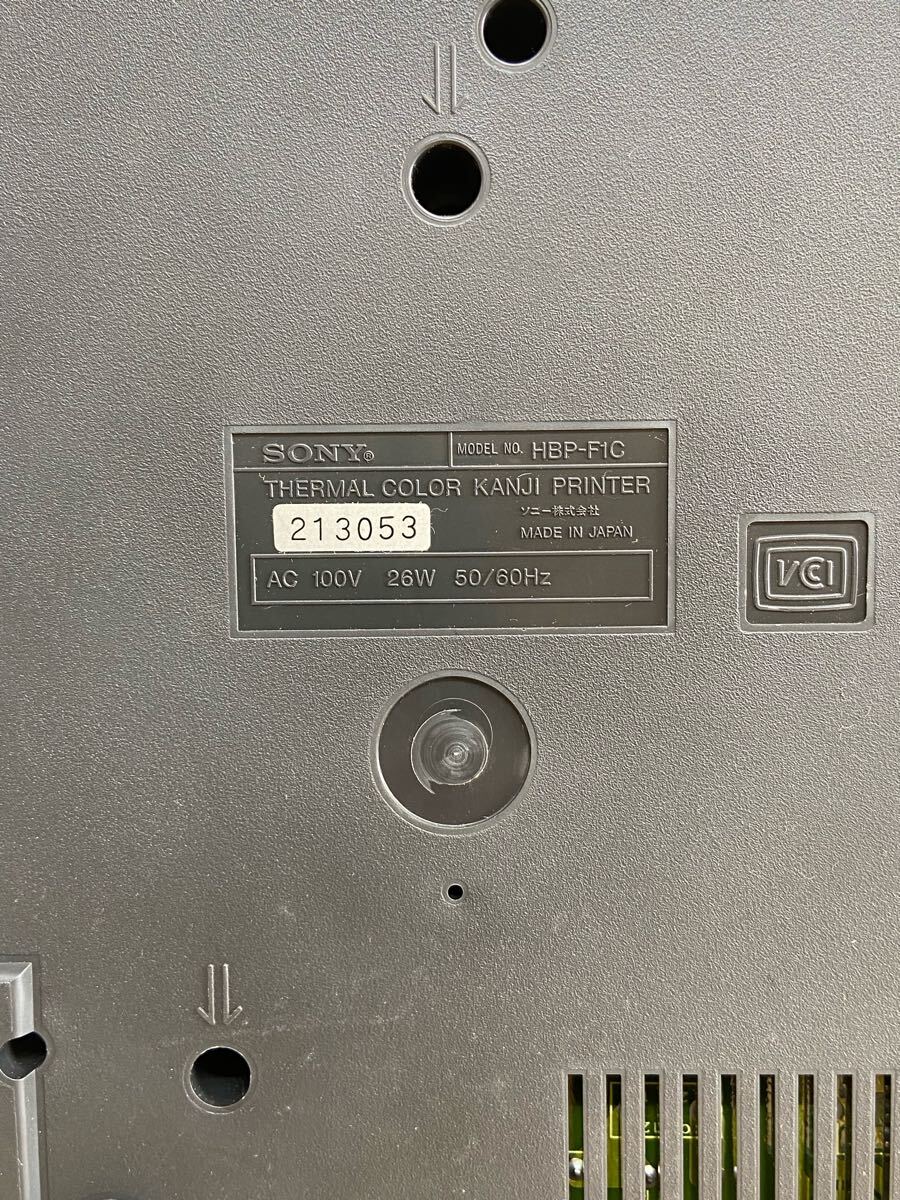 SONY®
MODEL NO. HBP-F1C
THERMAL COLOR KANJI PRINTER
213053
ソニー株式会社
MADE IN JAPAN
AC 100V 26W 50/60Hz
VCCI